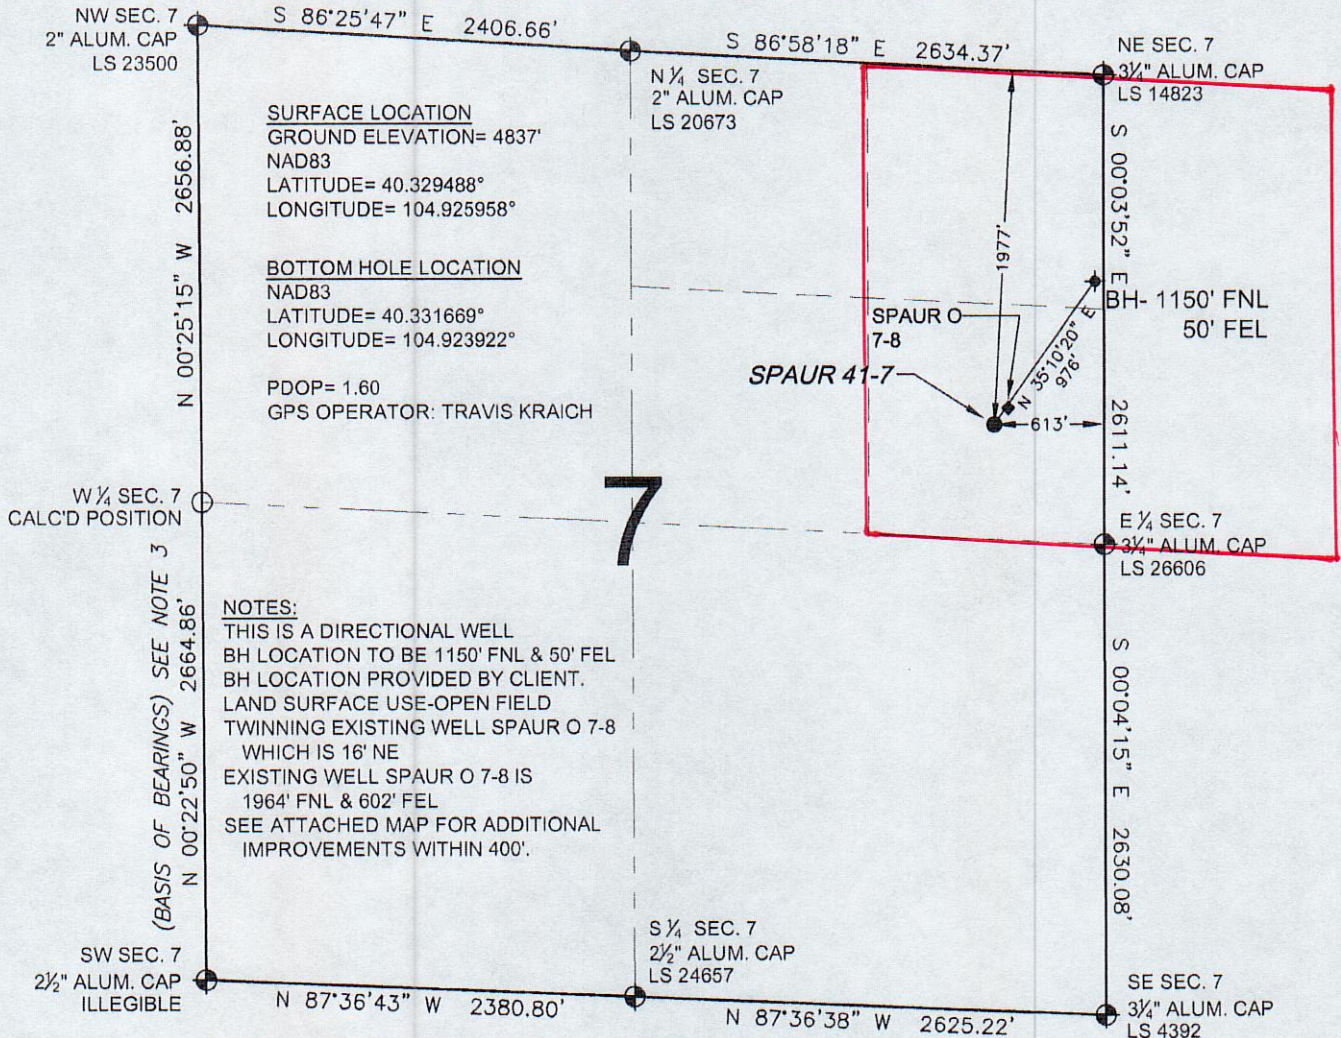 NW SEC. 7
2" ALUM. CAP
LS 23500
S 86°25'47" E 2406.66'
S 86°58'18" E 2634.37'
N ¼ SEC. 7
2" ALUM. CAP
LS 20673
NE SEC. 7
3¼" ALUM. CAP
LS 14823
SURFACE LOCATION
GROUND ELEVATION= 4837'
NAD83
LATITUDE= 40.329488°
LONGITUDE= 104.925958°
BOTTOM HOLE LOCATION
NAD83
LATITUDE= 40.331669°
LONGITUDE= 104.923922°
PDOP= 1.60
GPS OPERATOR: TRAVIS KRAICH
N 00°25'15" W 2656.88'
S 00°03'52" E 2611.14'
1977'
BH- 1150' FNL
50' FEL
SPAUR O
7-8
SPAUR 41-7
N 35°10'20" E
976'
613'
W ¼ SEC. 7
CALC'D POSITION
7
E ¼ SEC. 7
3¼" ALUM. CAP
LS 26606
(BASIS OF BEARINGS) SEE NOTE 3
N 00°22'50" W 2664.86'
NOTES:
THIS IS A DIRECTIONAL WELL
BH LOCATION TO BE 1150' FNL & 50' FEL
BH LOCATION PROVIDED BY CLIENT.
LAND SURFACE USE-OPEN FIELD
TWINNING EXISTING WELL SPAUR O 7-8
WHICH IS 16' NE
EXISTING WELL SPAUR O 7-8 IS
1964' FNL & 602' FEL
SEE ATTACHED MAP FOR ADDITIONAL
IMPROVEMENTS WITHIN 400'.
S 00°04'15" E 2630.08'
SW SEC. 7
2½" ALUM. CAP
ILLEGIBLE
N 87°36'43" W 2380.80'
S ¼ SEC. 7
2½" ALUM. CAP
LS 24657
N 87°36'38" W 2625.22'
SE SEC. 7
3¼" ALUM. CAP
LS 4392